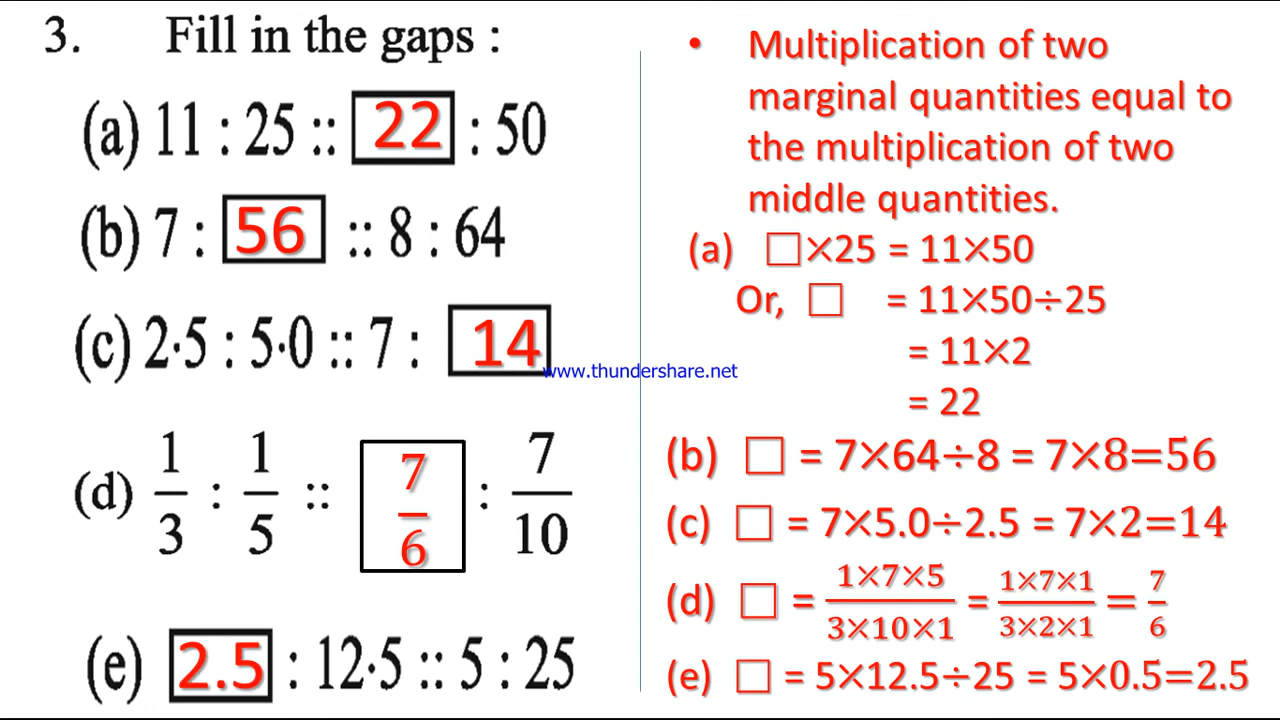 3. Fill in the gaps :
(a) 11 : 25 :: 22 : 50
(b) 7 : 56 :: 8 : 64
(c) 2·5 : 5·0 :: 7 : 14
(d) 1/3 : 1/5 :: 7/6 : 7/10
(e) 2.5 : 12·5 :: 5 : 25
www.thundershare.net
• Multiplication of two
marginal quantities equal to
the multiplication of two
middle quantities.
(a) □×25 = 11×50
Or, □ = 11×50÷25
= 11×2
= 22
(b) □ = 7×64÷8 = 7×8=56
(c) □ = 7×5.0÷2.5 = 7×2=14
(d) □ = 1×7×5/3×10×1 = 1×7×1/3×2×1 = 7/6
(e) □ = 5×12.5÷25 = 5×0.5=2.5